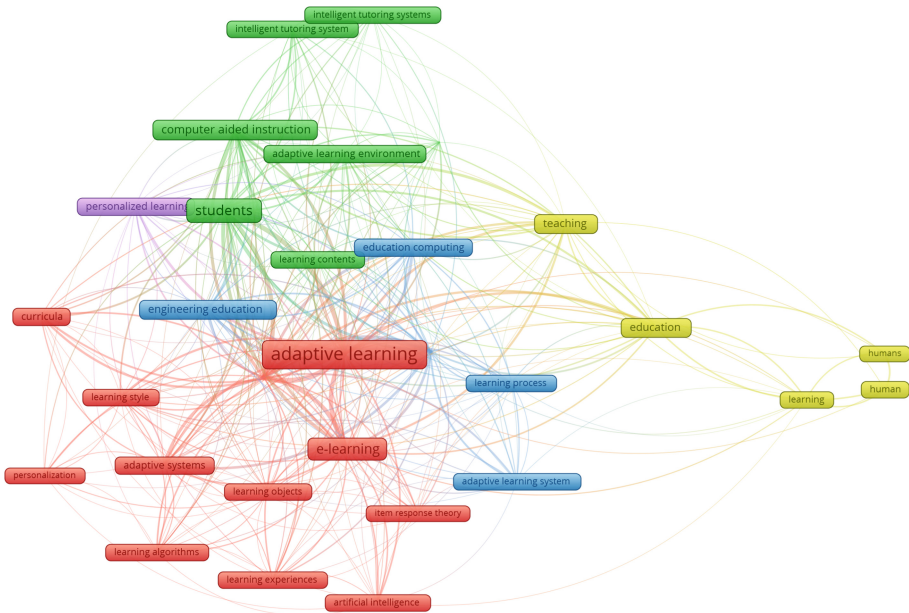 intelligent tutoring systems
intelligent tutoring system
computer aided instruction
adaptive learning environment
personalized learning
students
teaching
education computing
learning contents
engineering education
curricula
education
adaptive learning
humans
learning process
human
learning style
learning
e-learning
adaptive systems
personalization
adaptive learning system
learning objects
item response theory
learning algorithms
learning experiences
artificial intelligence